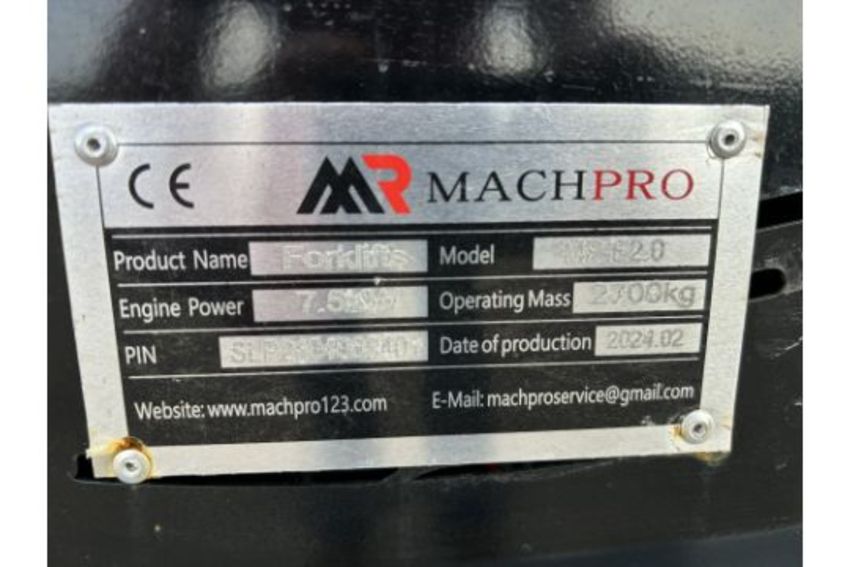 CE MR MACHPRO
Product Name Forklifts Model
Engine Power Operating Mass
PIN Date of production 2024.02
Website: www.machpro123.com E-Mail: machproservice@gmail.com